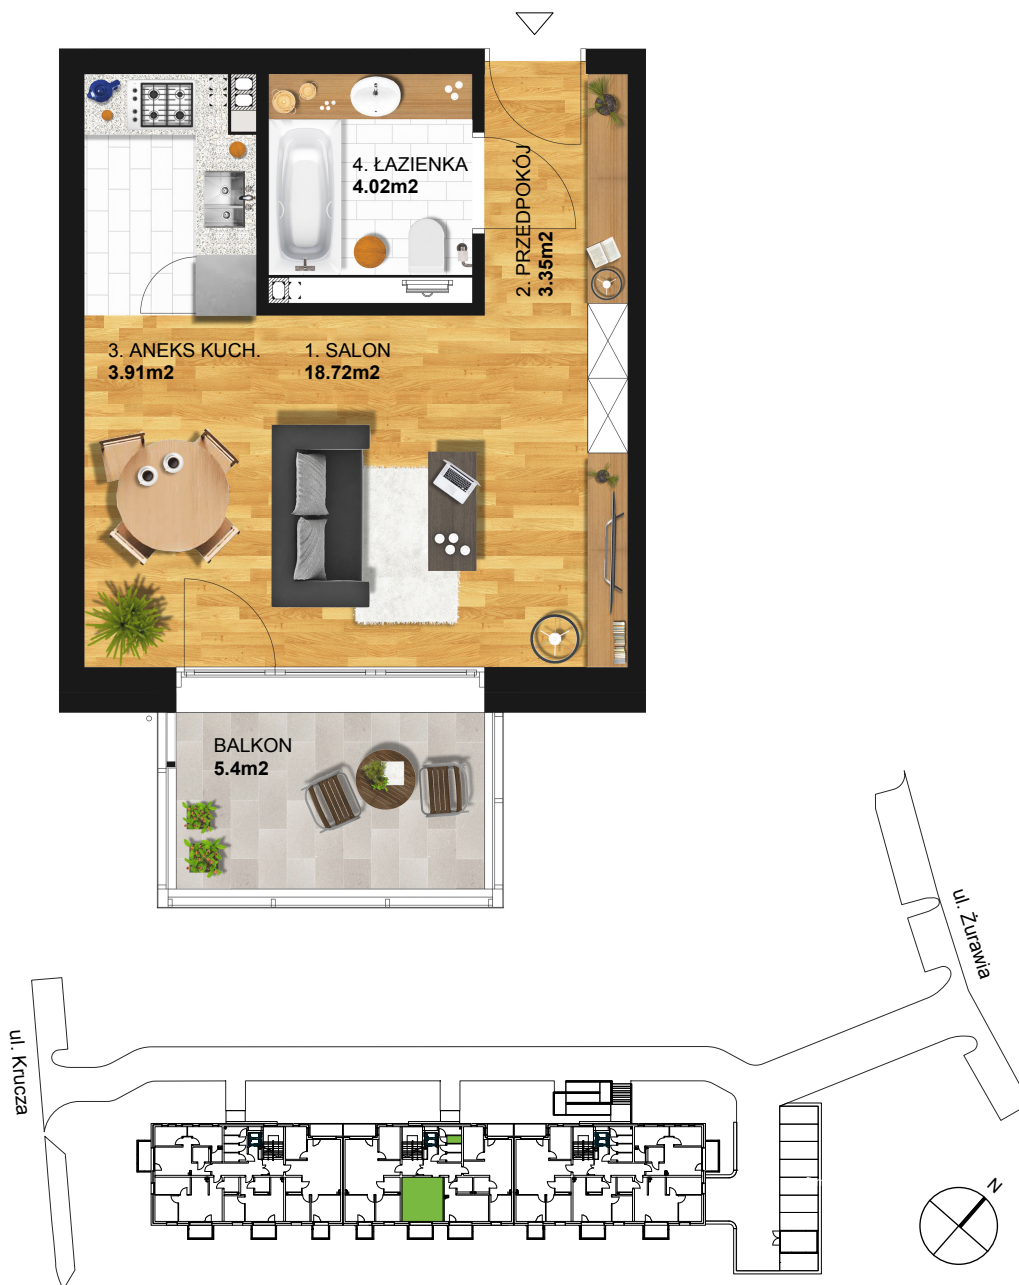 4. ŁAZIENKA
4.02m2
2. PRZEDPOKÓJ
3.35m2
3. ANEKS KUCH.
3.91m2
1. SALON
18.72m2
BALKON
5.4m2
ul. Żurawia
ul. Krucza
N